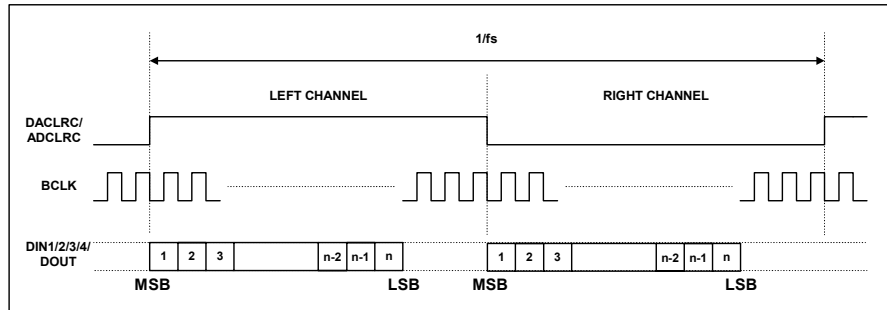 1/fs
LEFT CHANNEL RIGHT CHANNEL
DACLRC/
ADCLRC
BCLK
DIN1/2/3/4/
DOUT
1 2 3 n-2 n-1 n 1 2 3 n-2 n-1 n
MSB LSB MSB LSB